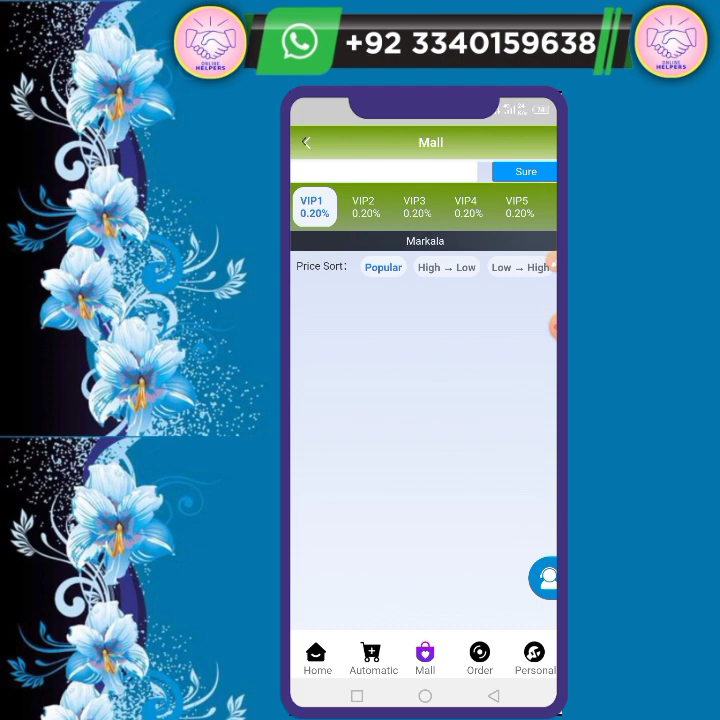 +92 3340159638
ONLINE
HELPERS
ONLINE
HELPERS
Mall
Sure
VIP1 VIP2 VIP3 VIP4 VIP5
0.20% 0.20% 0.20% 0.20% 0.20%
Markala
Price Sort: Popular High → Low Low → High
Home Automatic Mall Order Personal